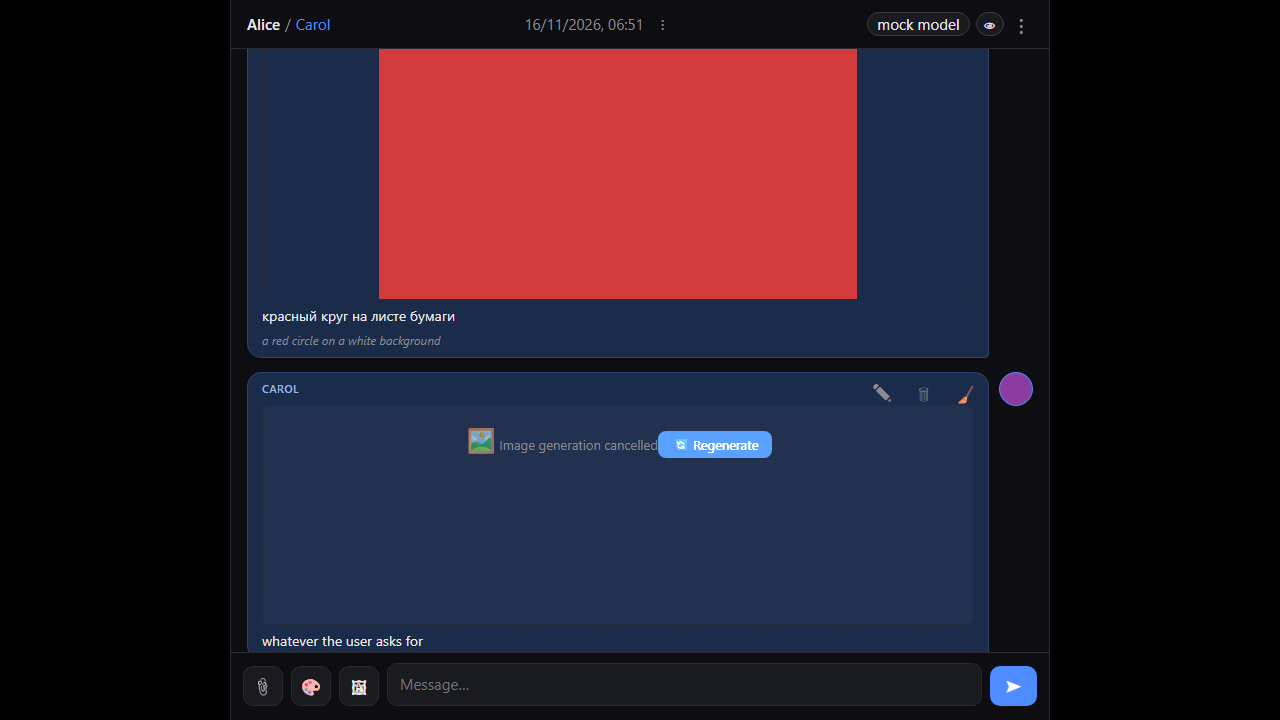 Alice / Carol
16/11/2026, 06:51
mock model
красный круг на листе бумаги
a red circle on a white background
CAROL
Image generation cancelled
Regenerate
whatever the user asks for
Message...